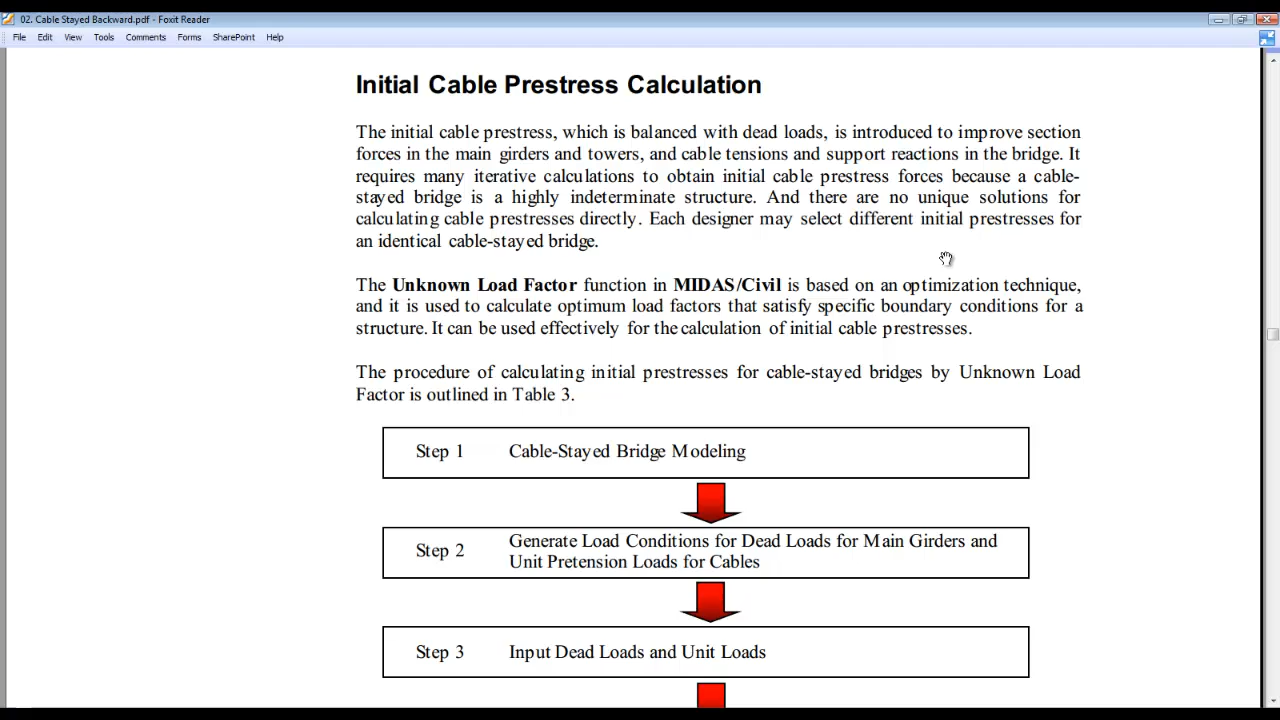 02. Cable Stayed Backward.pdf - Foxit Reader
File Edit View Tools Comments Forms SharePoint Help
Initial Cable Prestress Calculation
The initial cable prestress, which is balanced with dead loads, is introduced to improve section
forces in the main girders and towers, and cable tensions and support reactions in the bridge. It
requires many iterative calculations to obtain initial cable prestress forces because a cable-
stayed bridge is a highly indeterminate structure. And there are no unique solutions for
calculating cable prestresses directly. Each designer may select different initial prestresses for
an identical cable-stayed bridge.
The Unknown Load Factor function in MIDAS/Civil is based on an optimization technique,
and it is used to calculate optimum load factors that satisfy specific boundary conditions for a
structure. It can be used effectively for the calculation of initial cable prestresses.
The procedure of calculating initial prestresses for cable-stayed bridges by Unknown Load
Factor is outlined in Table 3.
Step 1 Cable-Stayed Bridge Modeling
Step 2 Generate Load Conditions for Dead Loads for Main Girders and
Unit Pretension Loads for Cables
Step 3 Input Dead Loads and Unit Loads